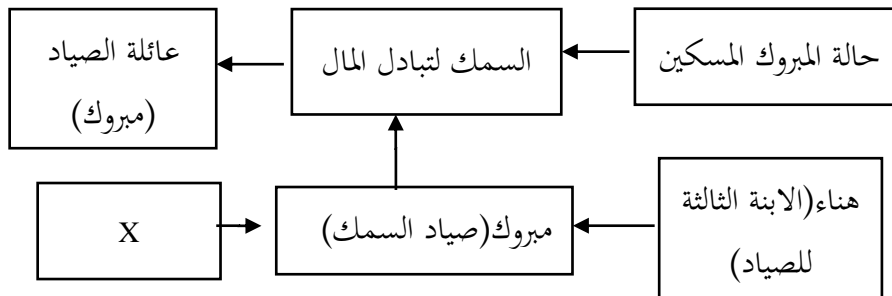 حالة المبروك المسكين
السمك لتبادل المال
عائلة الصياد
(مبروك)
هناء(الابنة الثالثة
للصياد)
مبروك(صياد السمك)
X